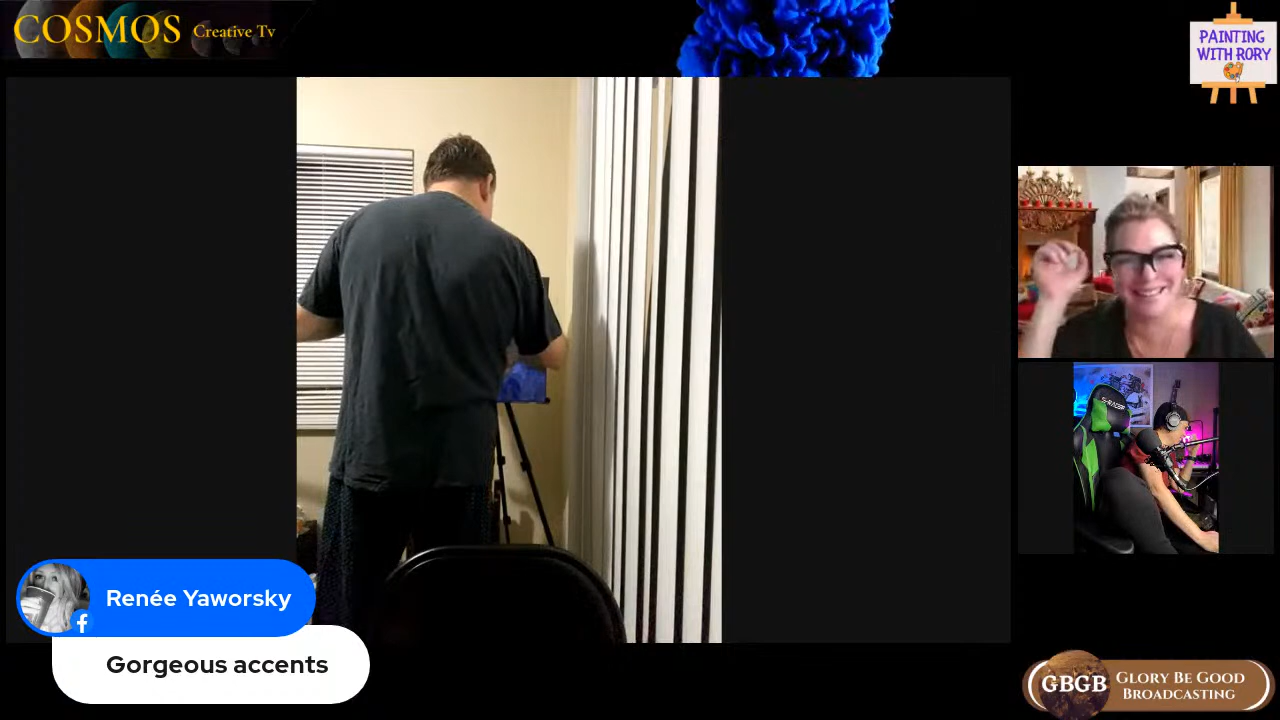 COSMOS Creative Tv
PAINTING
WITH RORY
Renée Yaworsky
Gorgeous accents
GBGB
GLORY BE GOOD
BROADCASTING